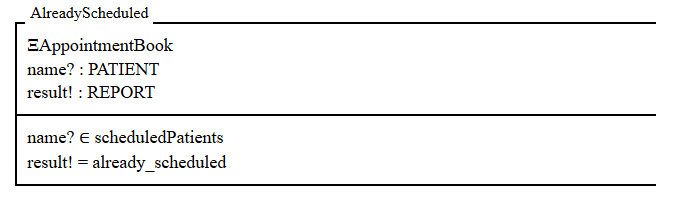 AlreadyScheduled
ΞAppointmentBook
name? : PATIENT
result! : REPORT
name? ∈ scheduledPatients
result! = already_scheduled